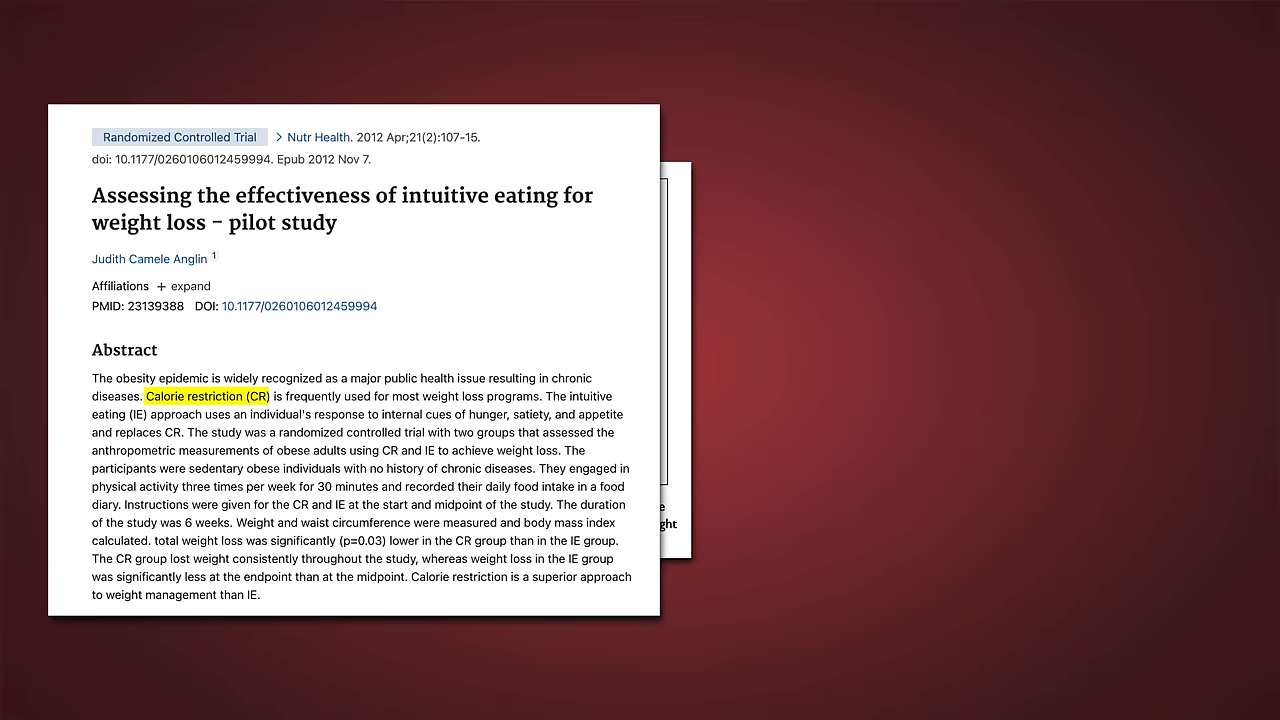 Randomized Controlled Trial > Nutr Health. 2012 Apr;21(2):107-15.
doi: 10.1177/0260106012459994. Epub 2012 Nov 7.
Assessing the effectiveness of intuitive eating for
weight loss – pilot study
Judith Camele Anglin 1
Affiliations + expand
PMID: 23139388 DOI: 10.1177/0260106012459994
Abstract
The obesity epidemic is widely recognized as a major public health issue resulting in chronic
diseases. Calorie restriction (CR) is frequently used for most weight loss programs. The intuitive
eating (IE) approach uses an individual's response to internal cues of hunger, satiety, and appetite
and replaces CR. The study was a randomized controlled trial with two groups that assessed the
anthropometric measurements of obese adults using CR and IE to achieve weight loss. The
participants were sedentary obese individuals with no history of chronic diseases. They engaged in
physical activity three times per week for 30 minutes and recorded their daily food intake in a food
diary. Instructions were given for the CR and IE at the start and midpoint of the study. The duration
of the study was 6 weeks. Weight and waist circumference were measured and body mass index
calculated. total weight loss was significantly (p=0.03) lower in the CR group than in the IE group.
The CR group lost weight consistently throughout the study, whereas weight loss in the IE group
was significantly less at the endpoint than at the midpoint. Calorie restriction is a superior approach
to weight management than IE.